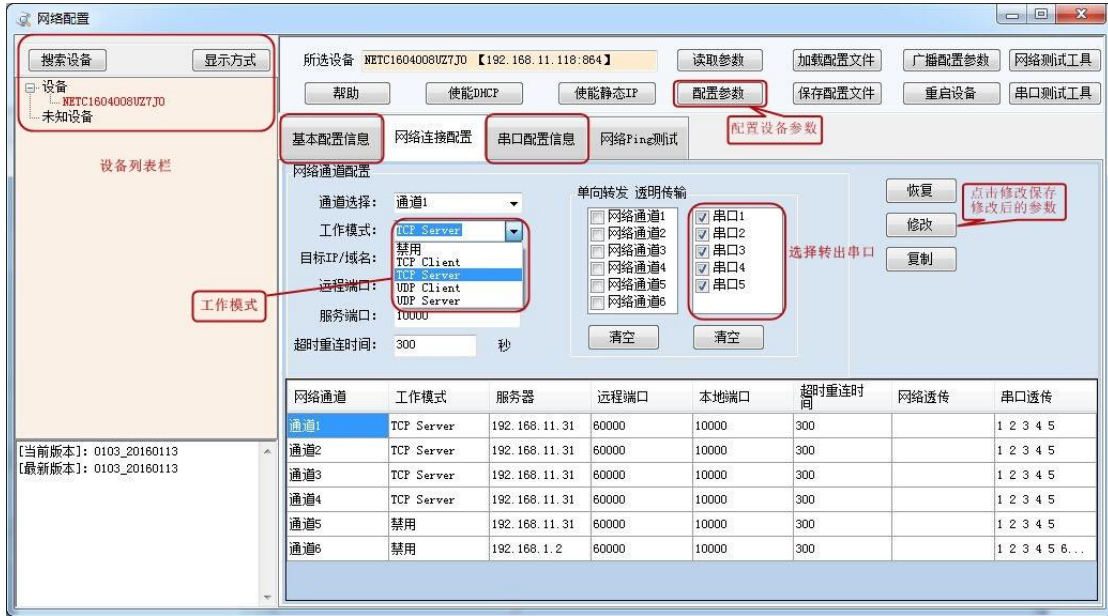 网络配置
搜索设备 显示方式
设备
NETC1604008UZ7J0
未知设备
设备列表栏
所选设备 NETC1604008UZ7J0 【192.168.11.118:864】 读取参数 加载配置文件 广播配置参数 网络测试工具
帮助 使能DHCP 使能静态IP 配置参数 保存配置文件 重启设备 串口测试工具
配置设备参数
基本配置信息 网络连接配置 串口配置信息 网络Ping测试
网络通道配置
通道选择: 通道1
工作模式: TCP Server
禁用
TCP Client
TCP Server
UDP Client
UDP Server
目标IP/域名:
远程端口:
服务端口: 10000
超时重连时间: 300 秒
工作模式
单向转发 透明传输
网络通道1 串口1
网络通道2 串口2
网络通道3 串口3
网络通道4 串口4
网络通道5 串口5
网络通道6
清空 清空
选择转出串口
恢复
修改
复制
点击修改保存
修改后的参数
网络通道 工作模式 服务器 远程端口 本地端口 超时重连时间 网络透传 串口透传
通道1 TCP Server 192.168.11.31 60000 10000 300 1 2 3 4 5
通道2 TCP Server 192.168.11.31 60000 10000 300 1 2 3 4 5
通道3 TCP Server 192.168.11.31 60000 10000 300 1 2 3 4 5
通道4 TCP Server 192.168.11.31 60000 10000 300 1 2 3 4 5
通道5 禁用 192.168.11.31 60000 10000 300 1 2 3 4 5
通道6 禁用 192.168.1.2 60000 10000 300 1 2 3 4 5 6...
[当前版本]: 0103_20160113
[最新版本]: 0103_20160113